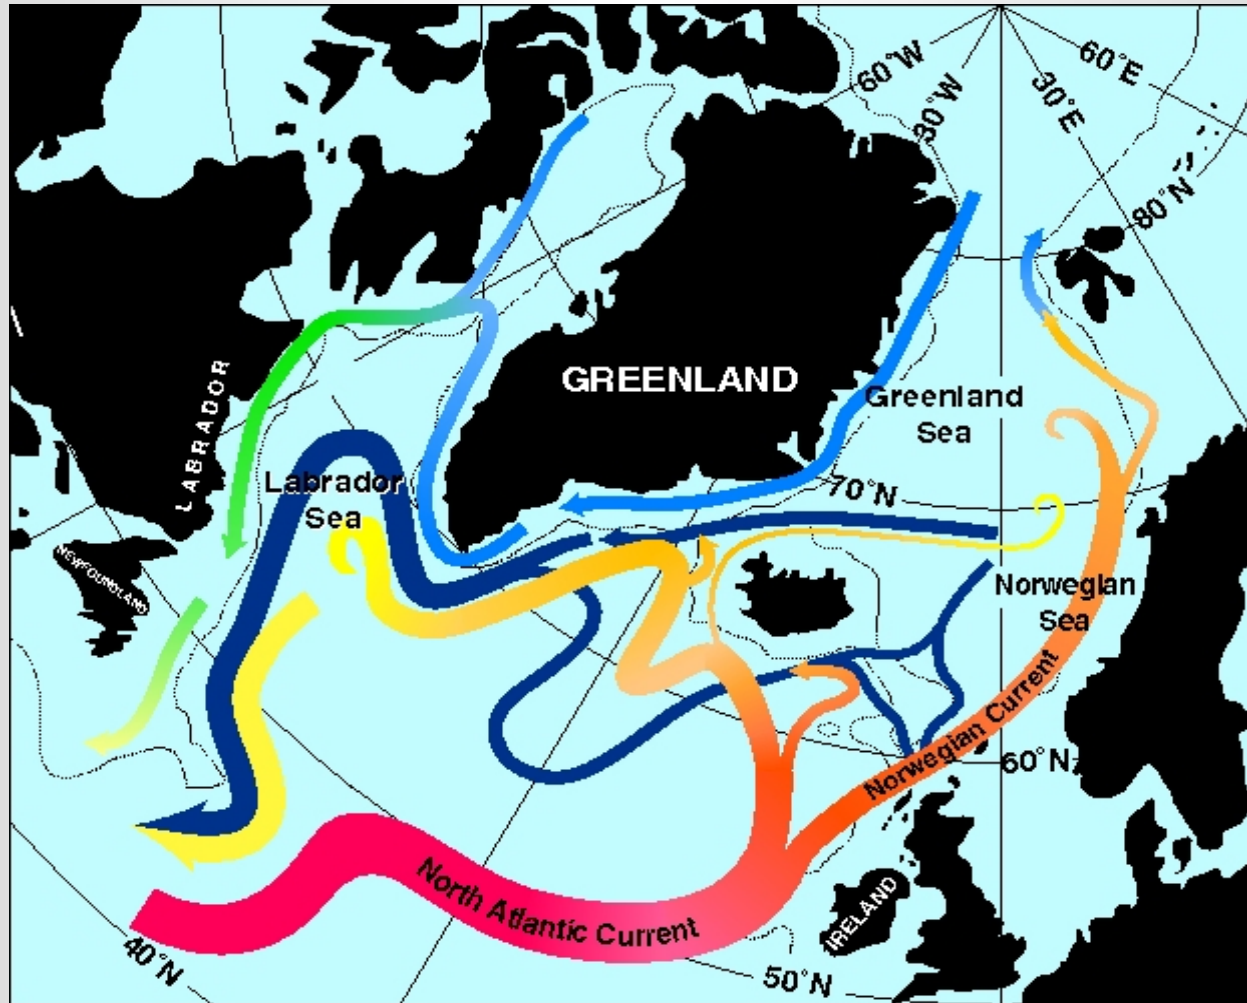 60°W
30°W
30°E
60°E
80°N
GREENLAND
Greenland
Sea
LABRADOR
Labrador
Sea
70°N
NEWFOUNDLAND
Norwegian
Sea
Norwegian Current
60°N
North Atlantic Current
IRELAND
40°N
50°N